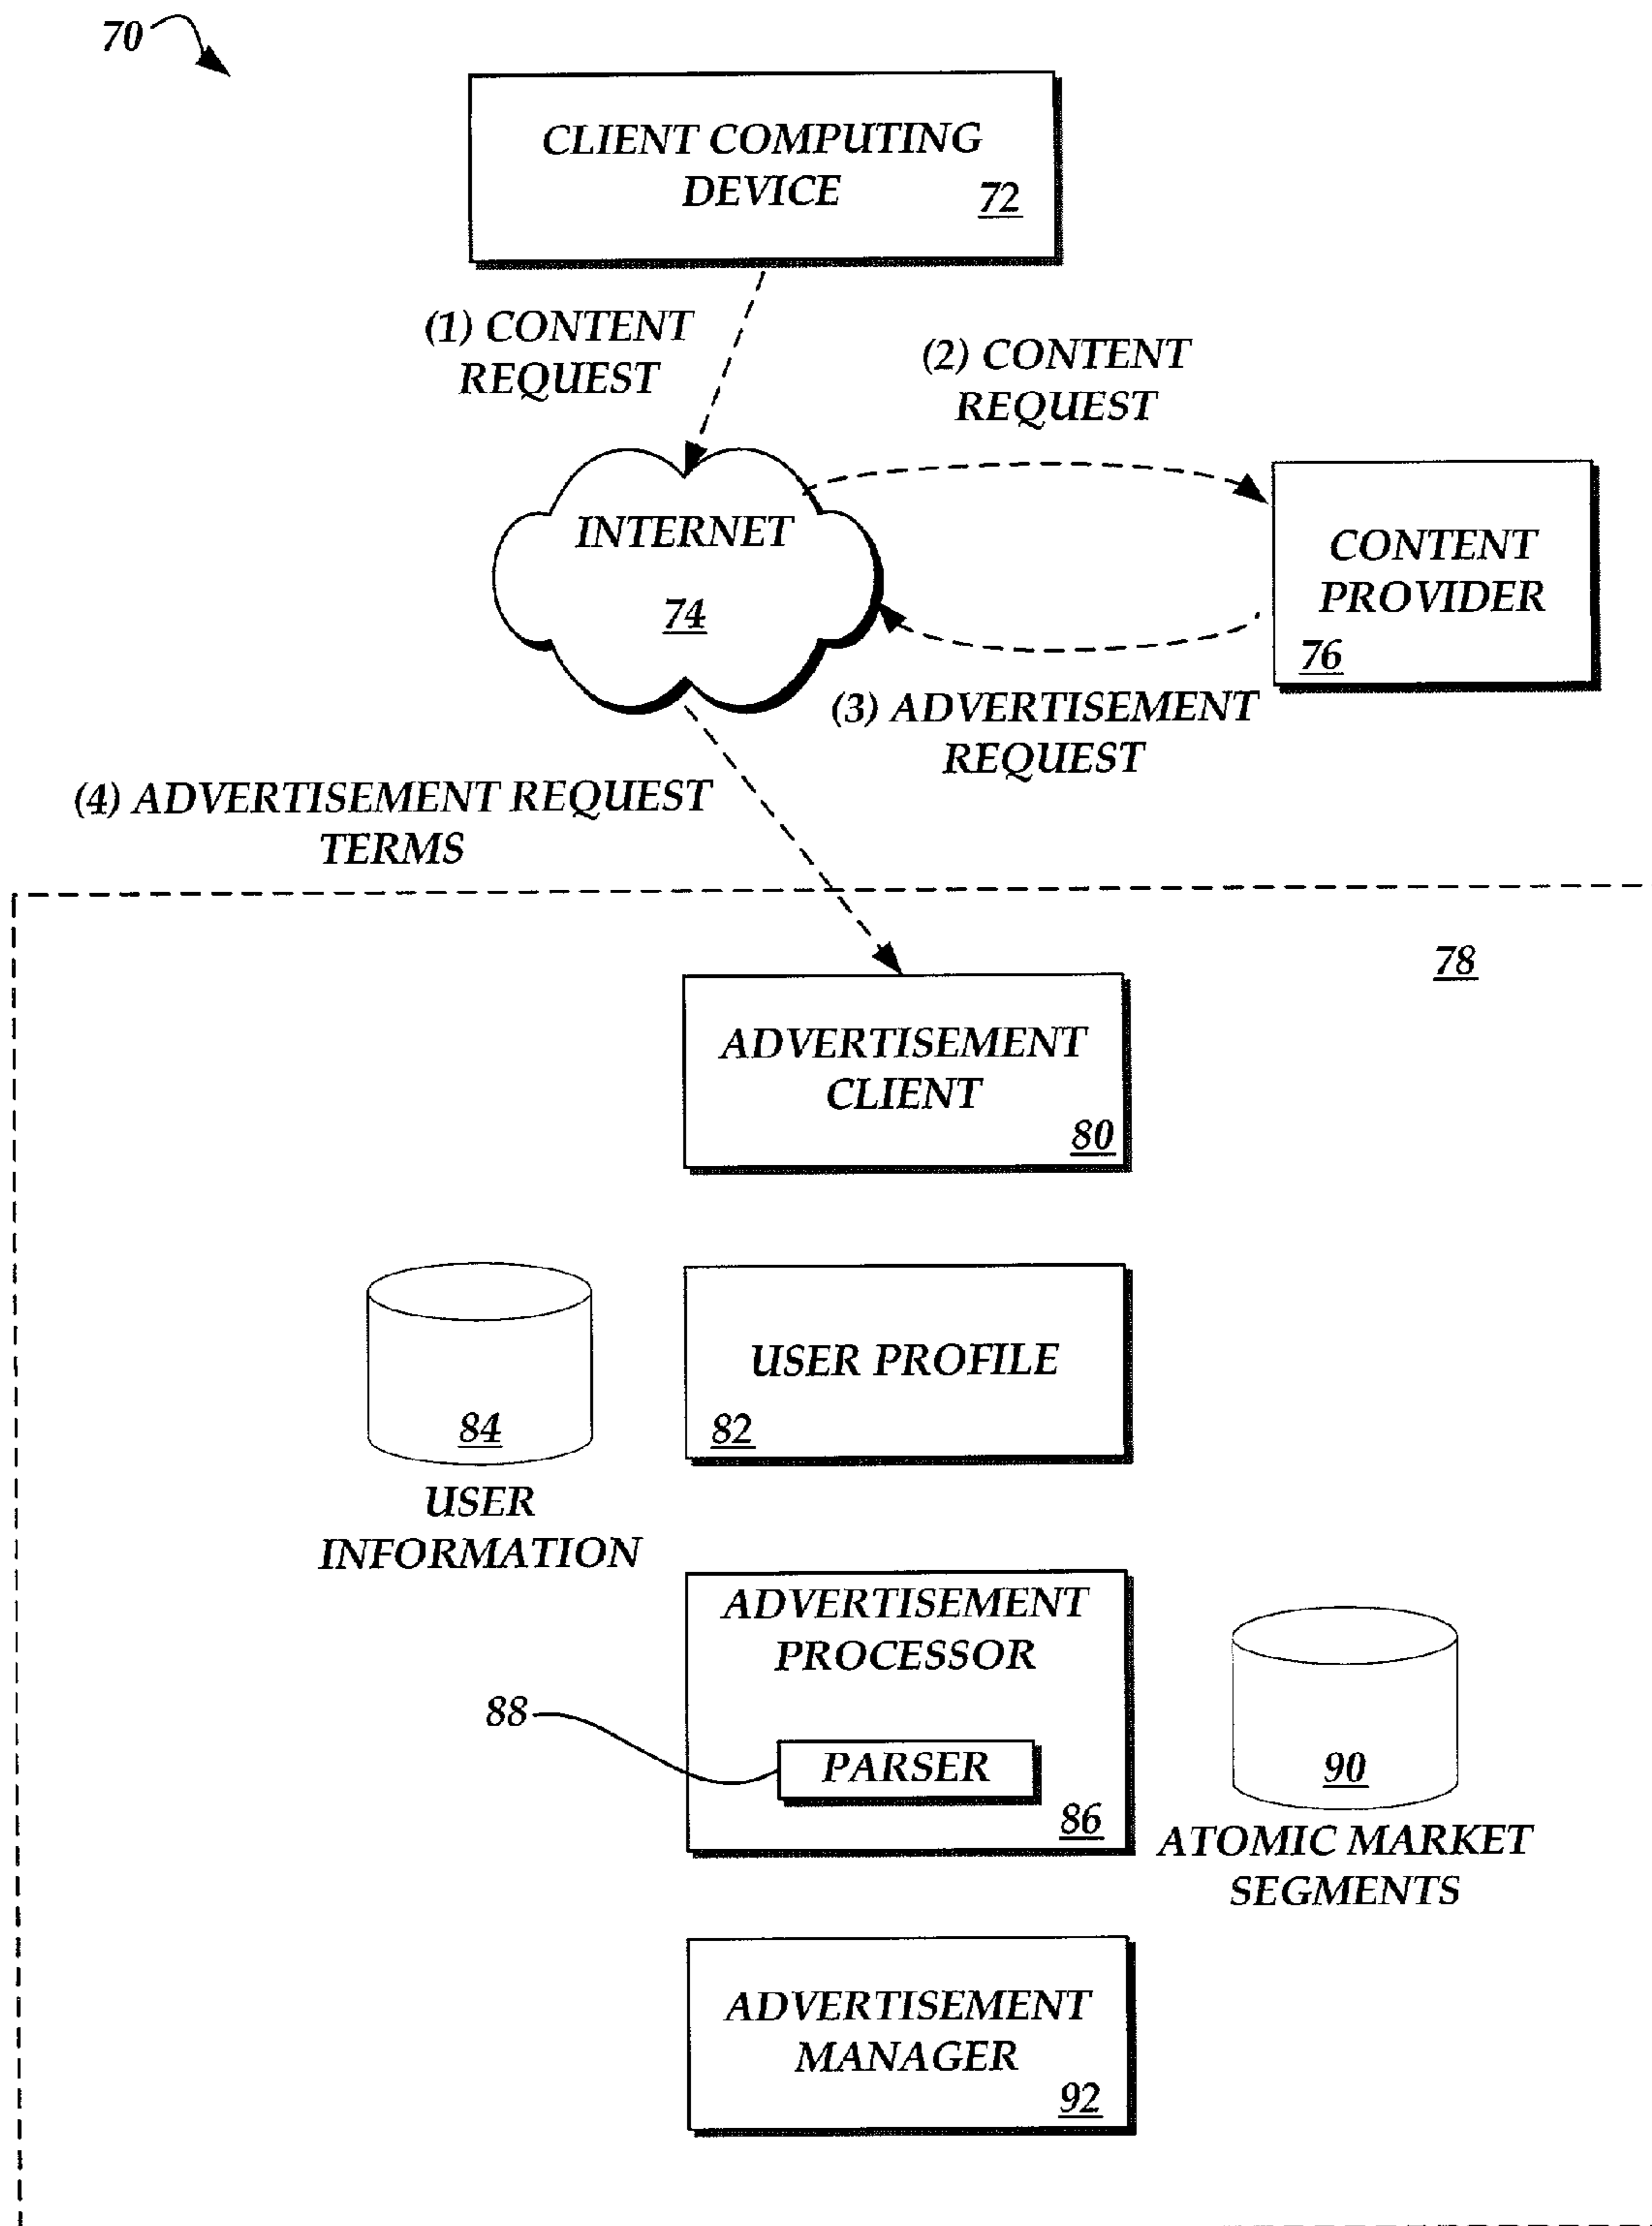 70
CLIENT COMPUTING
DEVICE
72
(1) CONTENT
REQUEST
(2) CONTENT
REQUEST
INTERNET
74
CONTENT
PROVIDER
76
(3) ADVERTISEMENT
REQUEST
(4) ADVERTISEMENT REQUEST
TERMS
78
ADVERTISEMENT
CLIENT
80
84
USER
INFORMATION
USER PROFILE
82
ADVERTISEMENT
PROCESSOR
88
PARSER
86
90
ATOMIC MARKET
SEGMENTS
ADVERTISEMENT
MANAGER
92